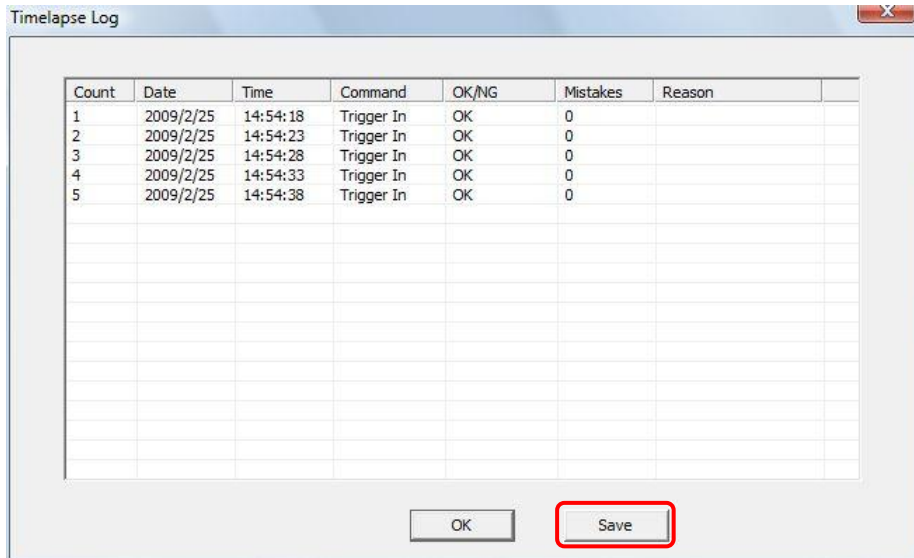 Timelapse Log
Count Date Time Command OK/NG Mistakes Reason
1 2009/2/25 14:54:18 Trigger In OK 0
2 2009/2/25 14:54:23 Trigger In OK 0
3 2009/2/25 14:54:28 Trigger In OK 0
4 2009/2/25 14:54:33 Trigger In OK 0
5 2009/2/25 14:54:38 Trigger In OK 0
OK Save